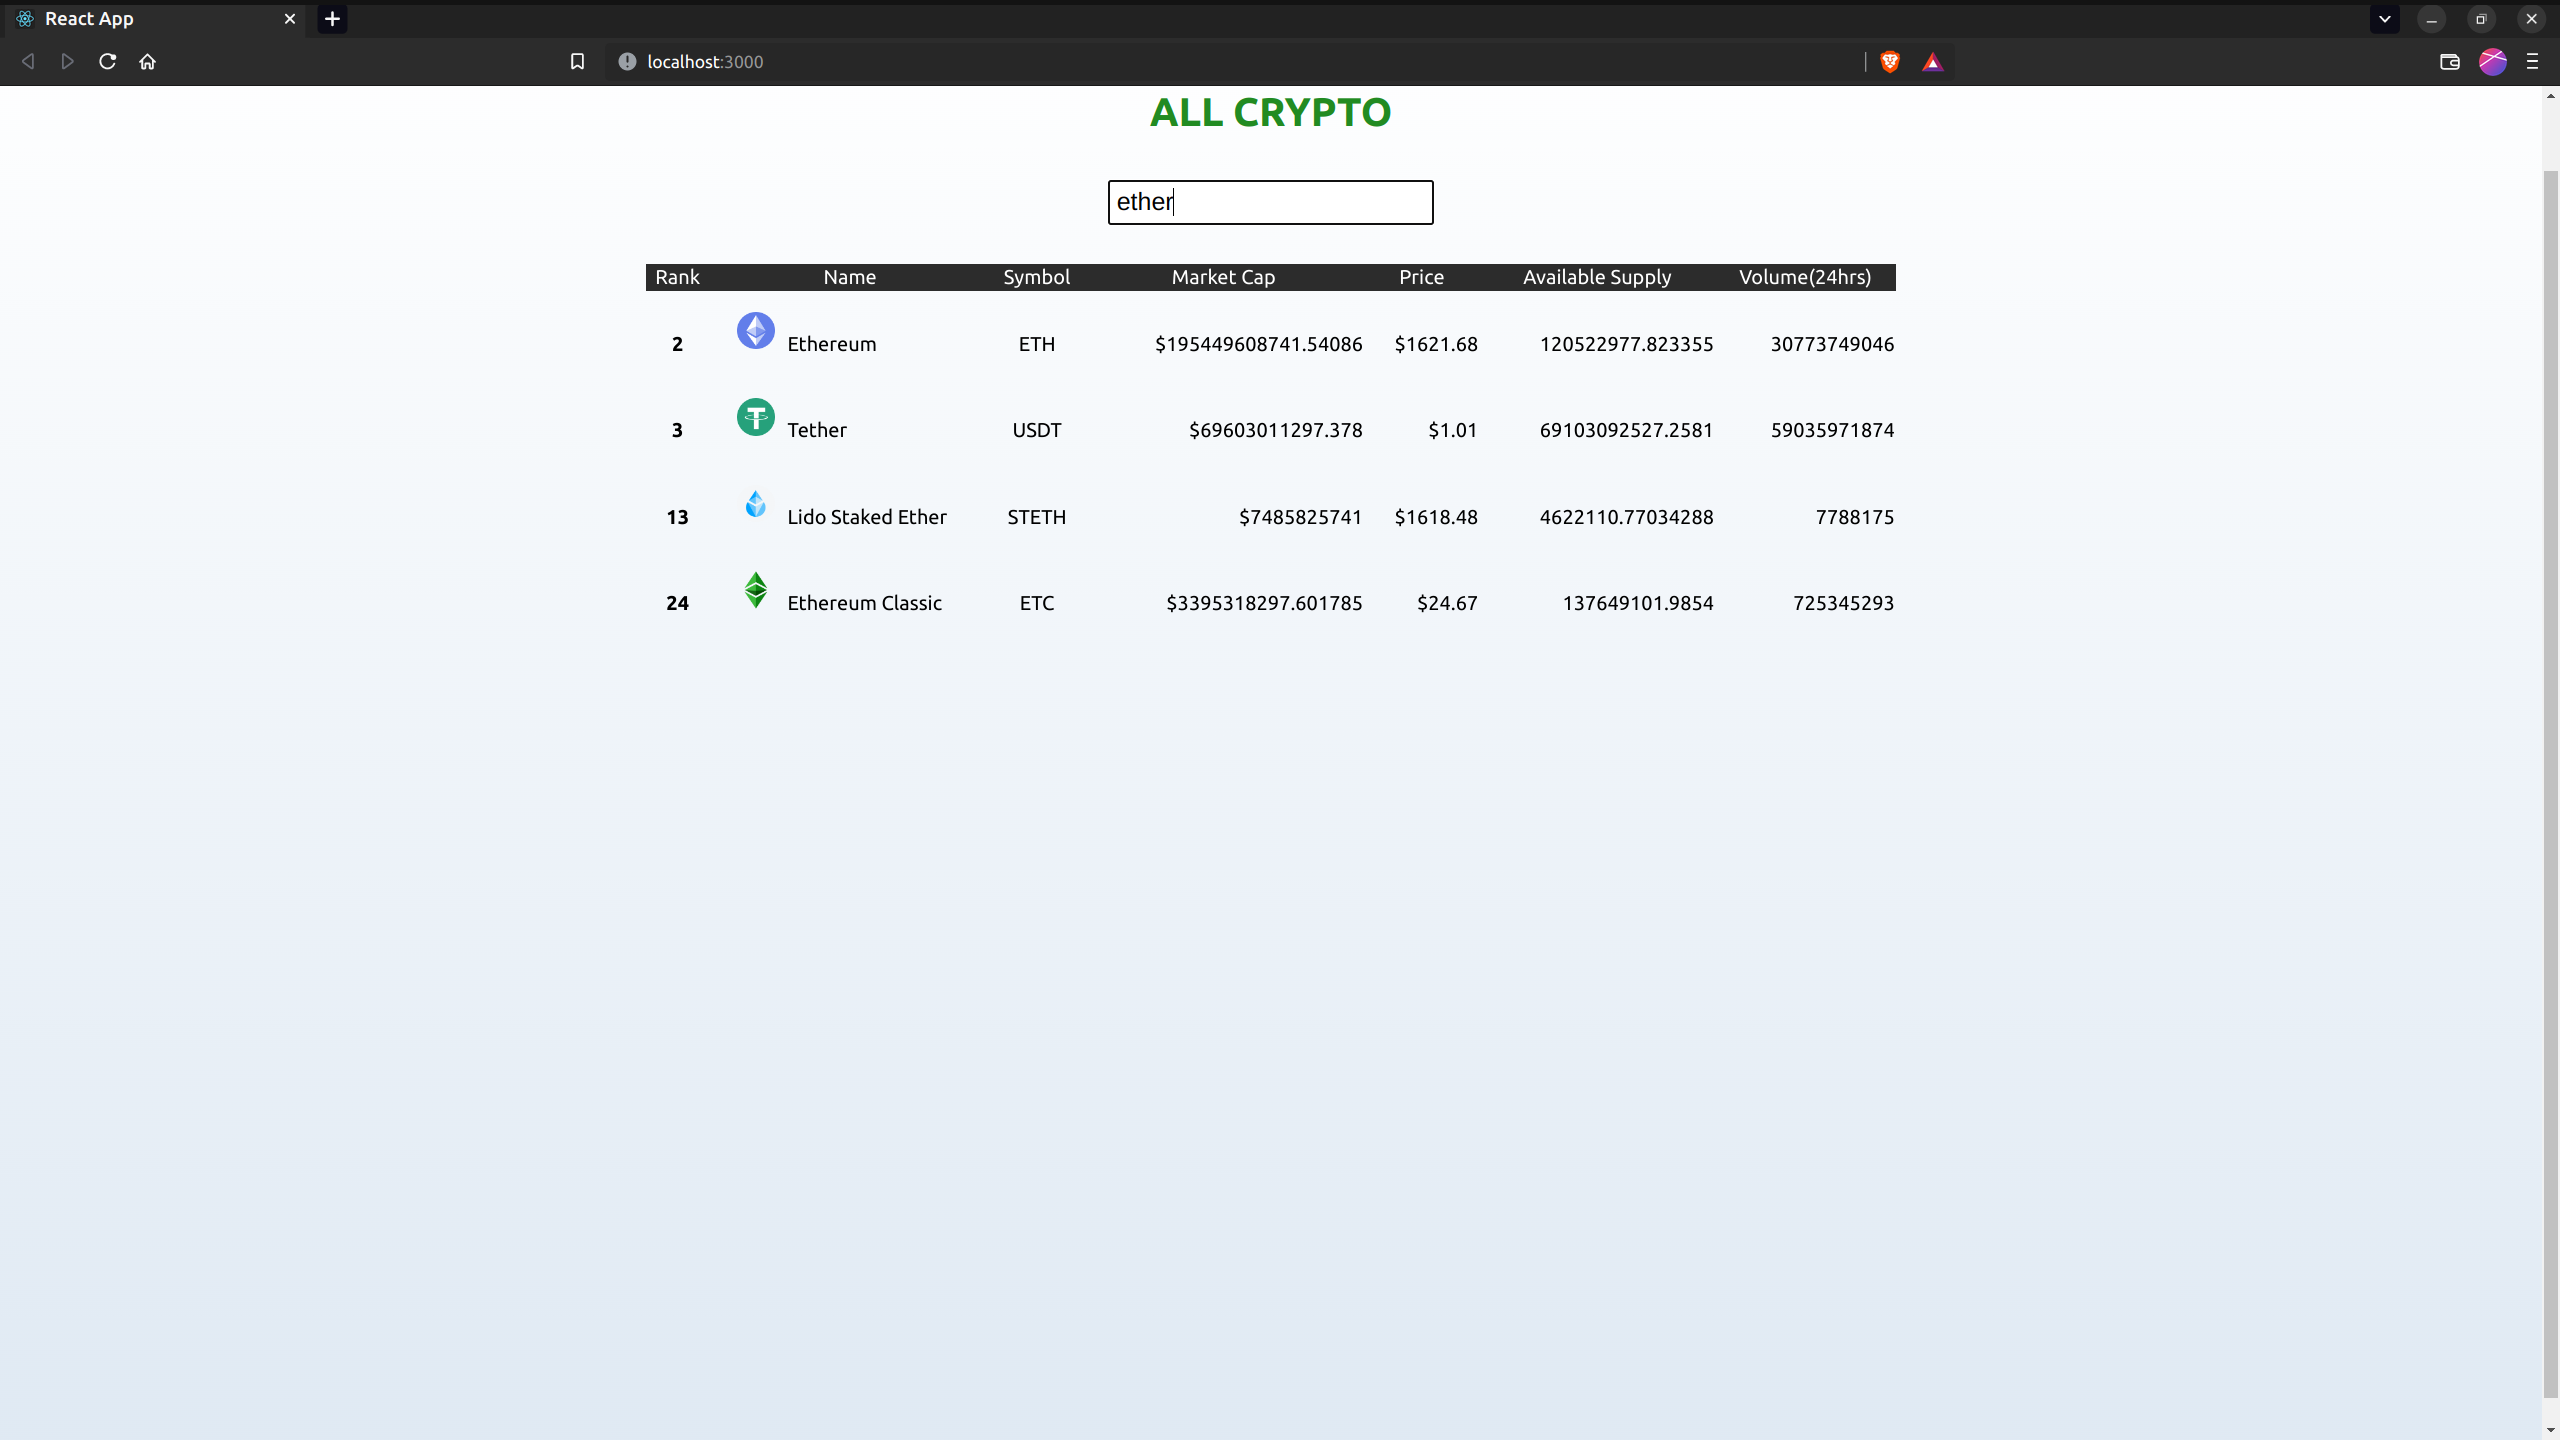 React App
localhost:3000
ALL CRYPTO
ether
Rank Name Symbol Market Cap Price Available Supply Volume(24hrs)
2 Ethereum ETH $195449608741.54086 $1621.68 120522977.823355 30773749046
3 Tether USDT $69603011297.378 $1.01 69103092527.2581 59035971874
13 Lido Staked Ether STETH $7485825741 $1618.48 4622110.77034288 7788175
24 Ethereum Classic ETC $3395318297.601785 $24.67 137649101.9854 725345293